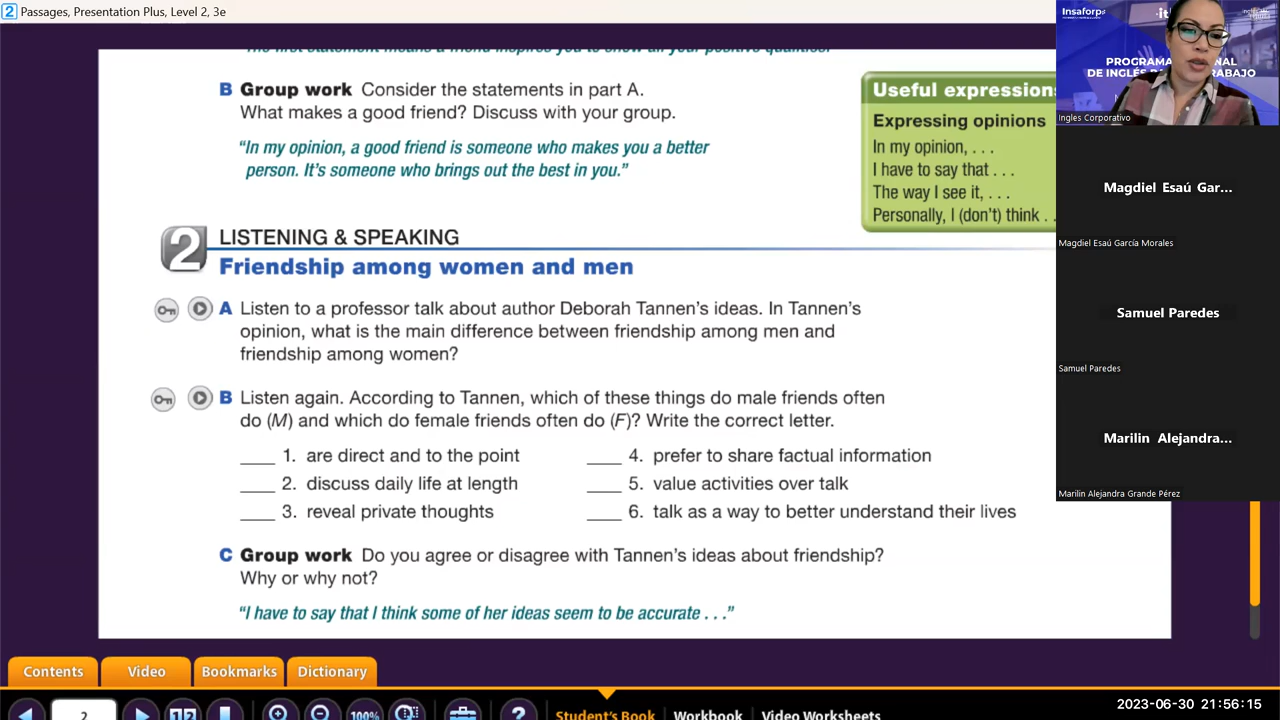 Passages, Presentation Plus, Level 2, 3e
B Group work Consider the statements in part A.
What makes a good friend? Discuss with your group.
“In my opinion, a good friend is someone who makes you a better
person. It’s someone who brings out the best in you.”
Useful expressions
Expressing opinions
In my opinion, . . .
I have to say that . . .
The way I see it, . . .
Personally, I (don’t) think . .
2 LISTENING & SPEAKING
Friendship among women and men
A Listen to a professor talk about author Deborah Tannen’s ideas. In Tannen’s
opinion, what is the main difference between friendship among men and
friendship among women?
B Listen again. According to Tannen, which of these things do male friends often
do (M) and which do female friends often do (F)? Write the correct letter.
____ 1. are direct and to the point
____ 2. discuss daily life at length
____ 3. reveal private thoughts
____ 4. prefer to share factual information
____ 5. value activities over talk
____ 6. talk as a way to better understand their lives
C Group work Do you agree or disagree with Tannen’s ideas about friendship?
Why or why not?
“I have to say that I think some of her ideas seem to be accurate . . .”
Insaforp
Ingles Corporativo
Magdiel Esaú Gar...
Magdiel Esaú García Morales
Samuel Paredes
Samuel Paredes
Marilin Alejandra...
Marilin Alejandra Grande Pérez
Contents
Video
Bookmarks
Dictionary
2
100%
Student’s Book
Workbook
Video Worksheets
2023-06-30 21:56:15